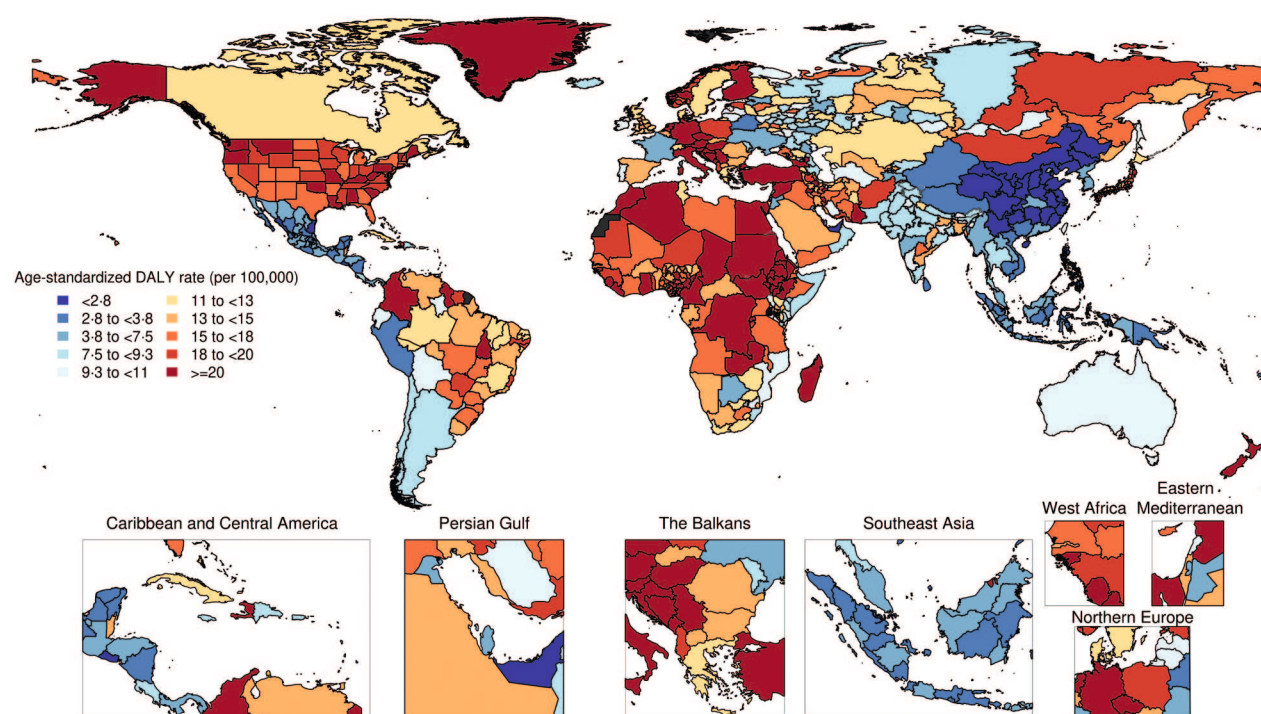 Age-standardized DALY rate (per 100,000)
<2·8
2·8 to <3·8
3·8 to <7·5
7·5 to <9·3
9·3 to <11
11 to <13
13 to <15
15 to <18
18 to <20
>=20
Caribbean and Central America
Persian Gulf
The Balkans
Southeast Asia
West Africa
Eastern
Mediterranean
Northern Europe